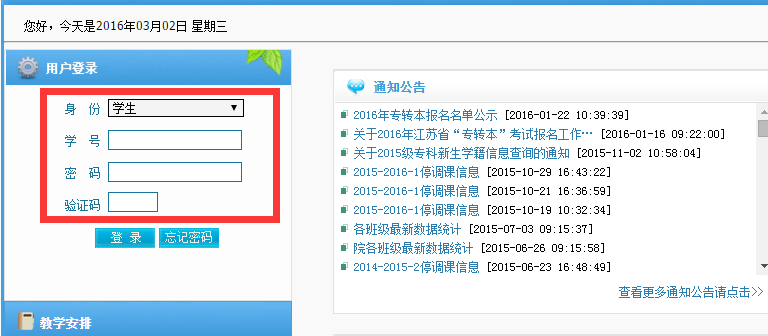 您好，今天是2016年03月02日 星期三
用户登录
身 份 学生
学 号
密 码
验证码
登 录 忘记密码
教学安排
通知公告
2016年专转本报名名单公示 [2016-01-22 10:39:39]
关于2016年江苏省“专转本”考试报名工作… [2016-01-16 09:22:00]
关于2015级专科新生学籍信息查询的通知 [2015-11-02 10:58:04]
2015-2016-1停调课信息 [2015-10-29 16:43:22]
2015-2016-1停调课信息 [2015-10-21 16:36:59]
2015-2016-1停调课信息 [2015-10-19 10:32:34]
各班级最新数据统计 [2015-07-03 09:15:37]
院各班级最新数据统计 [2015-06-26 09:15:58]
2014-2015-2停调课信息 [2015-06-23 16:48:49]
查看更多通知公告请点击>>